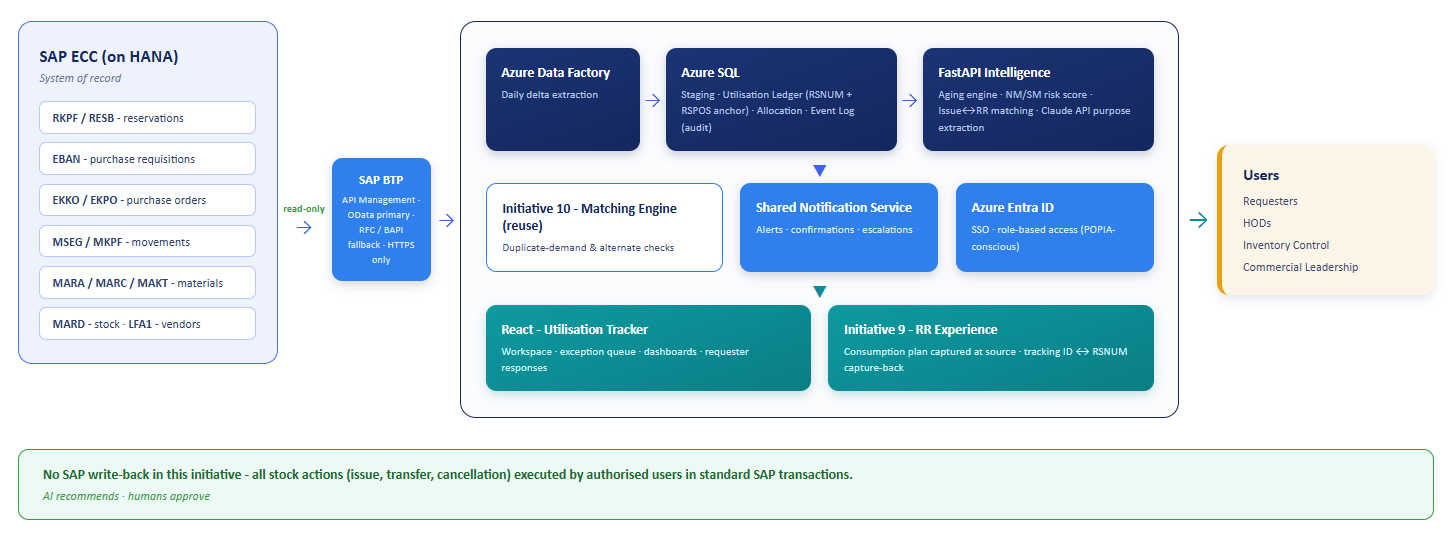 SAP ECC (on HANA)
System of record
RKPF / RESB - reservations
EBAN - purchase requisitions
EKKO / EKPO - purchase orders
MSEG / MKPF - movements
MARA / MARC / MAKT - materials
MARD - stock · LFA1 - vendors
read-only
SAP BTP
API Management ·
OData primary ·
RFC / BAPI
fallback · HTTPS
only
Azure Data Factory
Daily delta extraction
Azure SQL
Staging · Utilisation Ledger (RSNUM +
RSPOS anchor) · Allocation · Event Log
(audit)
FastAPI Intelligence
Aging engine · NM/SM risk score ·
Issue↔RR matching · Claude API purpose
extraction
Initiative 10 - Matching Engine
(reuse)
Duplicate-demand & alternate checks
Shared Notification Service
Alerts · confirmations · escalations
Azure Entra ID
SSO · role-based access (POPIA-
conscious)
React - Utilisation Tracker
Workspace · exception queue · dashboards · requester
responses
Initiative 9 - RR Experience
Consumption plan captured at source · tracking ID ↔ RSNUM
capture-back
Users
Requesters
HODs
Inventory Control
Commercial Leadership
No SAP write-back in this initiative - all stock actions (issue, transfer, cancellation) executed by authorised users in standard SAP transactions.
AI recommends · humans approve